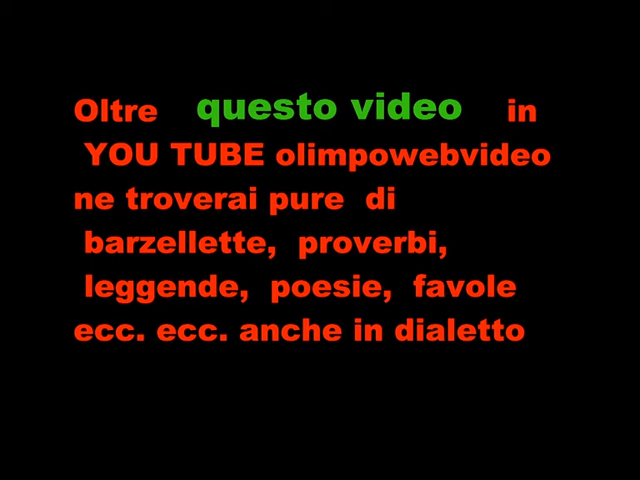 Oltre questo video in
YOU TUBE olimpowebvideo
ne troverai pure di
barzellette, proverbi,
leggende, poesie, favole
ecc. ecc. anche in dialetto